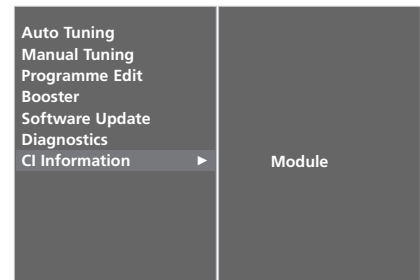 Auto Tuning
Manual Tuning
Programme Edit
Booster
Software Update
Diagnostics
CI Information ► Module